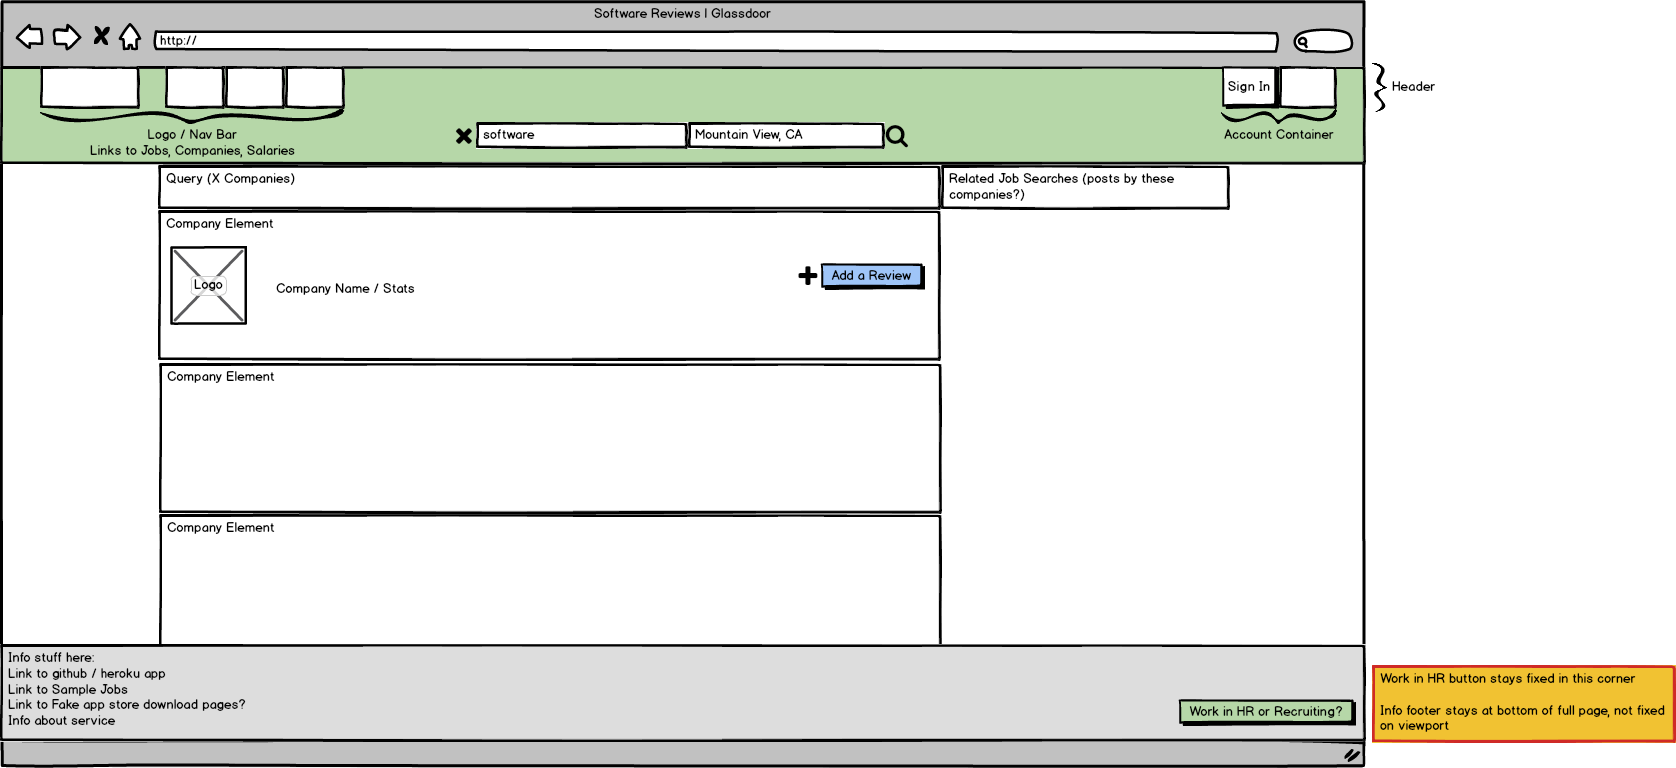 Software Reviews | Glassdoor
http://
Sign In
Header
Logo / Nav Bar
Links to Jobs, Companies, Salaries
software
Mountain View, CA
Account Container
Query (X Companies)
Related Job Searches (posts by these
companies?)
Company Element
Logo
Company Name / Stats
Add a Review
Company Element
Company Element
Info stuff here:
Link to github / heroku app
Link to Sample Jobs
Link to Fake app store download pages?
Info about service
Work in HR or Recruiting?
Work in HR button stays fixed in this corner
Info footer stays at bottom of full page, not fixed
on viewport